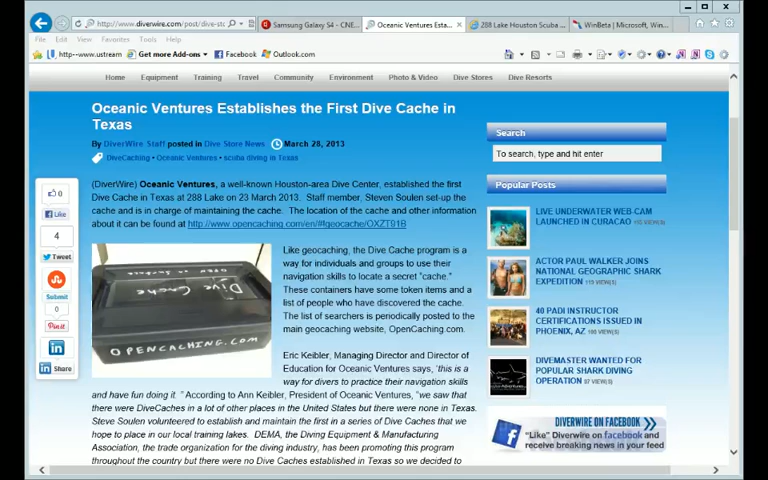 http://www.diverwire.com/post/dive-st
Samsung Galaxy S4 - CNE...
Oceanic Ventures Esta...
288 Lake Houston Scuba ...
WinBeta | Microsoft, Win...
File Edit View Favorites Tools Help
http--www.ustream
Get more Add-ons
Facebook
Outlook.com
Home Equipment Training Travel Community Environment Photo & Video Dive Stores Dive Resorts
Oceanic Ventures Establishes the First Dive Cache in
Texas
By DiverWire Staff posted in Dive Store News March 28, 2013
DiveCaching • Oceanic Ventures • scuba diving in Texas
(DiverWire) Oceanic Ventures, a well-known Houston-area Dive Center, established the first
Dive Cache in Texas at 288 Lake on 23 March 2013. Staff member, Steven Soulen set-up the
cache and is in charge of maintaining the cache. The location of the cache and other information
about it can be found at http://www.opencaching.com/en/#!geocache/OXZT91B
Like geocaching, the Dive Cache program is a
way for individuals and groups to use their
navigation skills to locate a secret "cache."
These containers have some token items and a
list of people who have discovered the cache.
The list of searchers is periodically posted to the
main geocaching website, OpenCaching.com.
Open on Surface
Dive Cache
OPENCACHING.COM
Eric Keibler, Managing Director and Director of
Education for Oceanic Ventures says, 'this is a
way for divers to practice their navigation skills
and have fun doing it. " According to Ann Keibler, President of Oceanic Ventures, "we saw that
there were DiveCaches in a lot of other places in the United States but there were none in Texas.
Steve Soulen volunteered to establish and maintain the first in a series of Dive Caches that we
hope to place in our local training lakes. DEMA, the Diving Equipment & Manufacturing
Association, the trade organization for the diving industry, has been promoting this program
throughout the country but there were no Dive Caches established in Texas so we decided to
0
Like
4
Tweet
Submit
0
Pin it
Share
Search
To search, type and hit enter
Popular Posts
LIVE UNDERWATER WEB-CAM
LAUNCHED IN CURACAO
ACTOR PAUL WALKER JOINS
NATIONAL GEOGRAPHIC SHARK
EXPEDITION
40 PADI INSTRUCTOR
CERTIFICATIONS ISSUED IN
PHOENIX, AZ
DIVEMASTER WANTED FOR
POPULAR SHARK DIVING
OPERATION
DIVERWIRE ON FACEBOOK
"Like" Diverwire on facebook and
receive breaking news in your feed